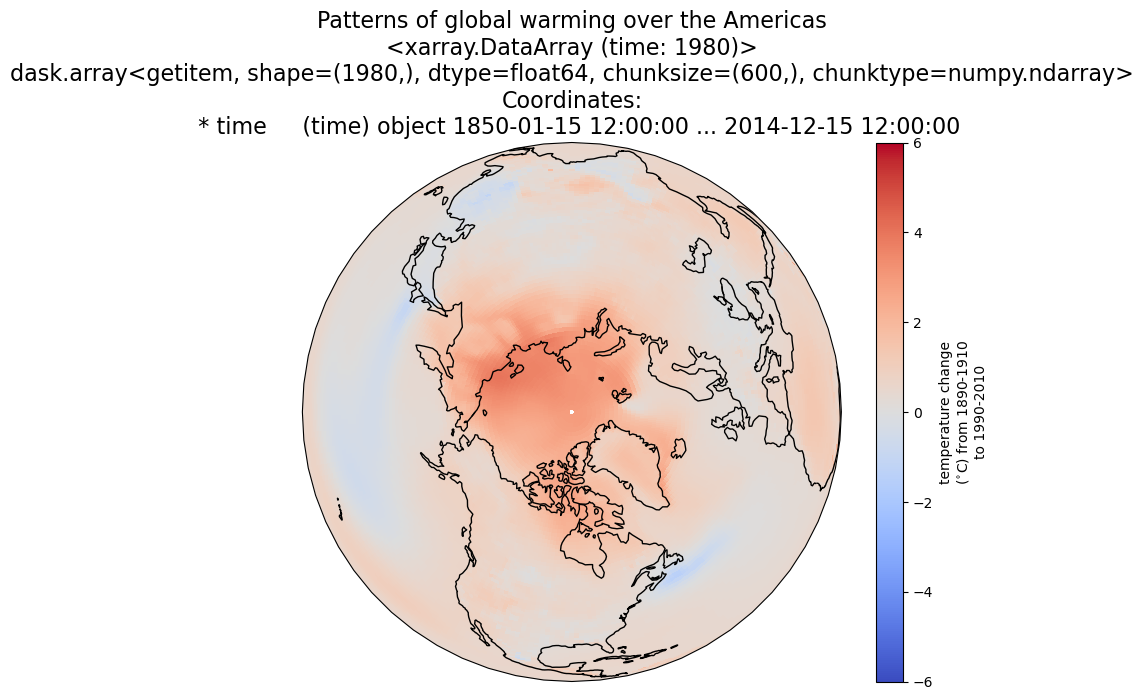 Patterns of global warming over the Americas
<xarray.DataArray (time: 1980)>
dask.array<getitem, shape=(1980,), dtype=float64, chunksize=(600,), chunktype=numpy.ndarray>
Coordinates:
* time     (time) object 1850-01-15 12:00:00 ... 2014-12-15 12:00:00
6
4
2
0
−2
−4
−6
temperature change
(°C) from 1890-1910
to 1990-2010